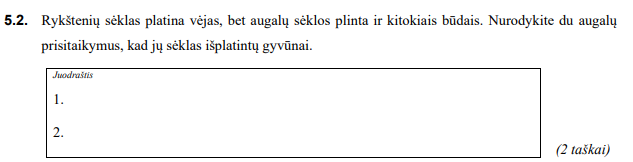 5.2. Rykštenių sėklas platina vėjas, bet augalų sėklos plinta ir kitokiais būdais. Nurodykite du augalų
prisitaikymus, kad jų sėklas išplatintų gyvūnai.
Juodraštis
1.
2.
(2 taškai)